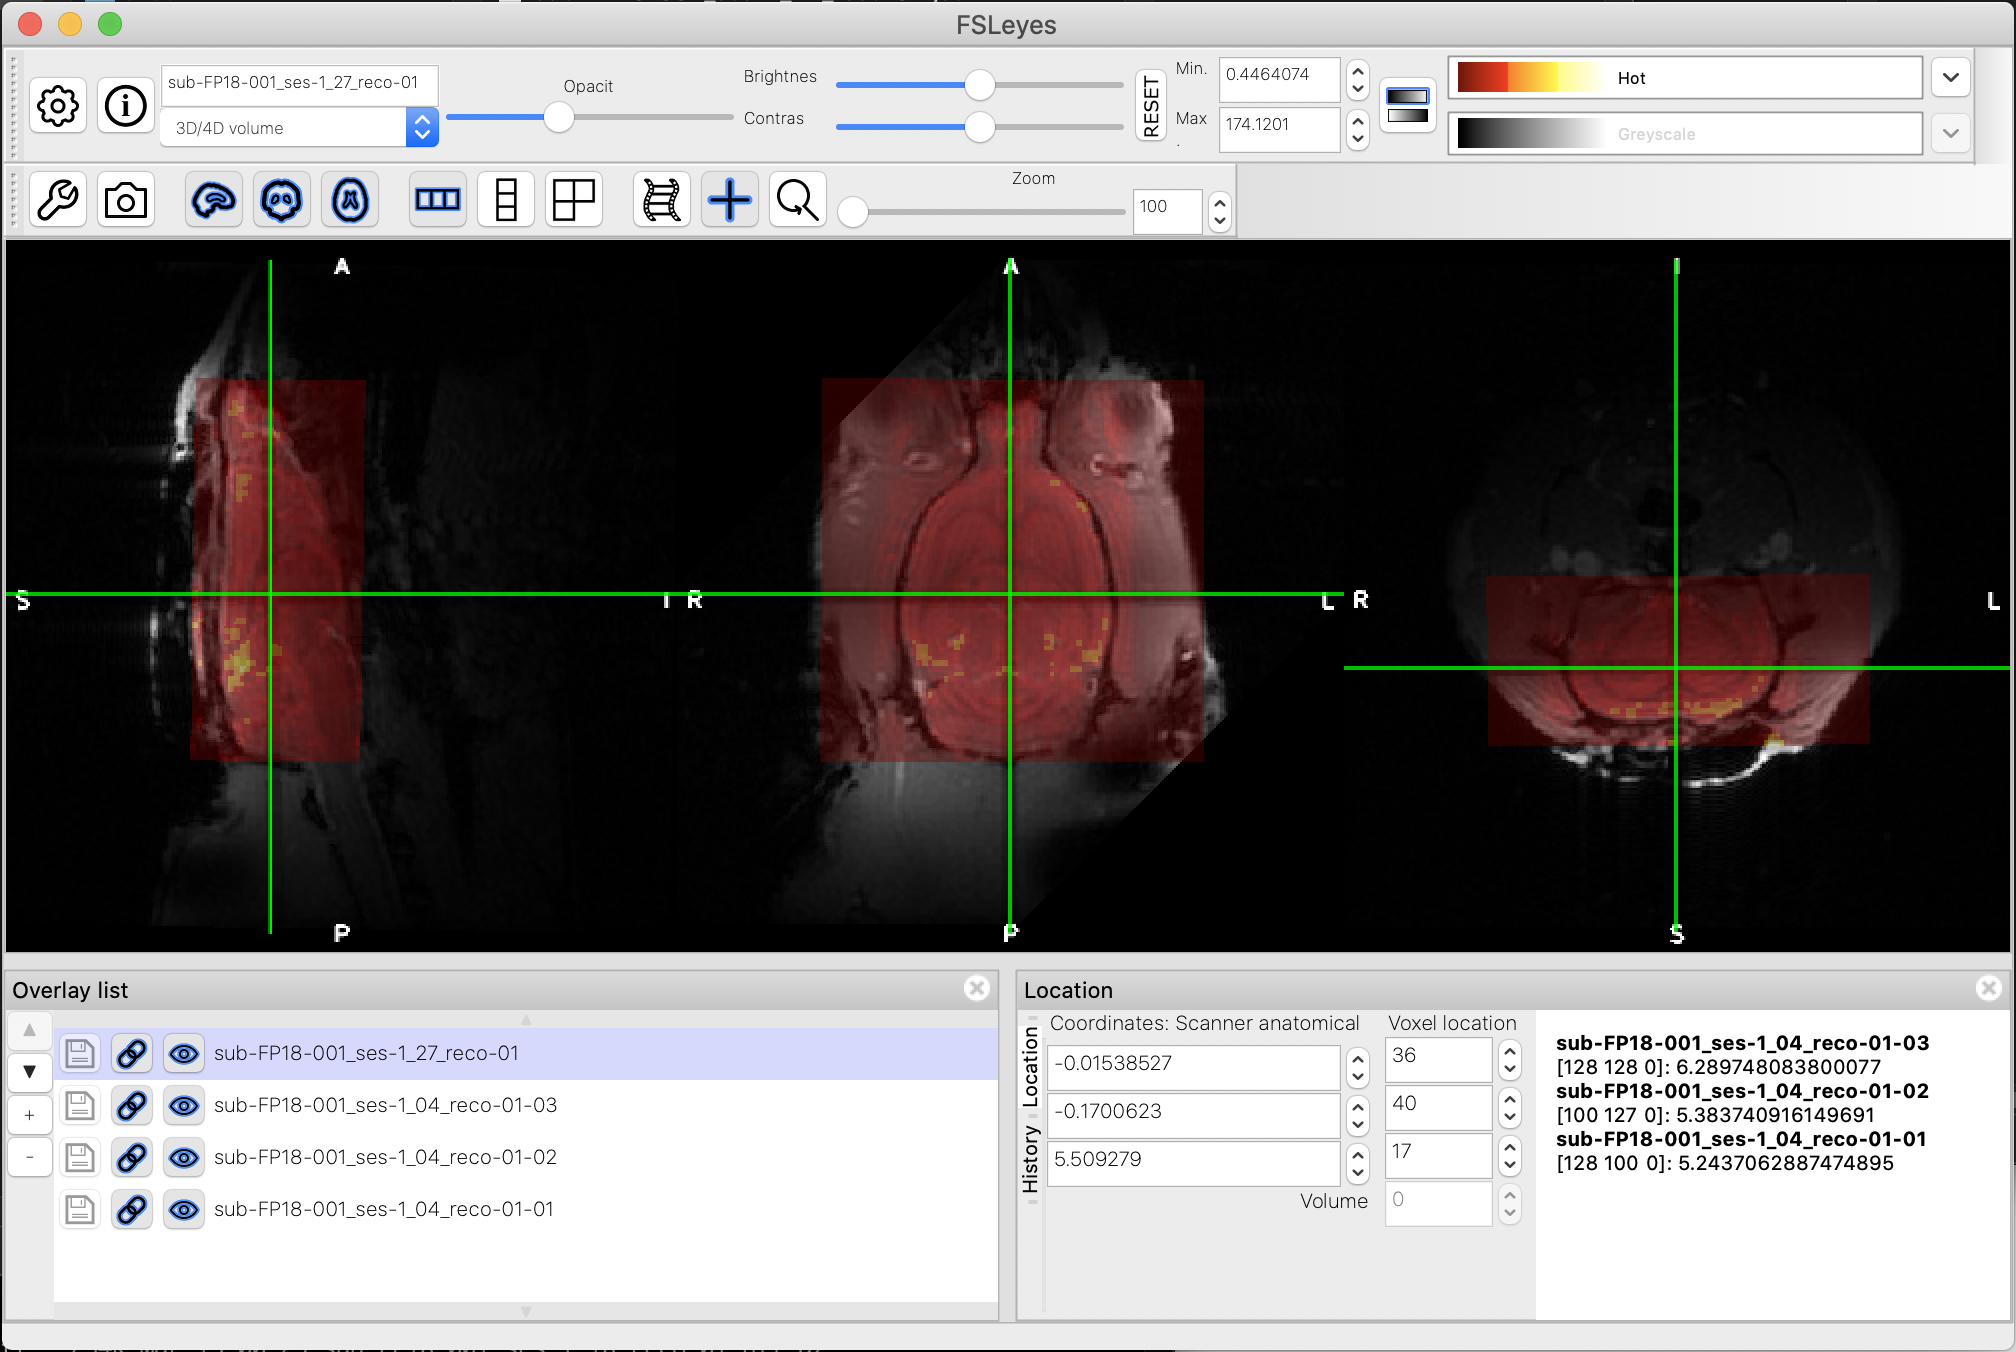 FSLeyes
sub-FP18-001_ses-1_27_reco-01
3D/4D volume
Opacit
Brightnes
Contras
RESET
Min.
0.4464074
Max
.
174.1201
Hot
Greyscale
Zoom
100
A
S
I
P
A
R
L
P
I
R
L
S
Overlay list
sub-FP18-001_ses-1_27_reco-01
sub-FP18-001_ses-1_04_reco-01-03
sub-FP18-001_ses-1_04_reco-01-02
sub-FP18-001_ses-1_04_reco-01-01
Location
Location
History
Coordinates: Scanner anatomical
-0.01538527
-0.1700623
5.509279
Volume
Voxel location
36
40
17
0
sub-FP18-001_ses-1_04_reco-01-03
[128 128 0]: 6.289748083800077
sub-FP18-001_ses-1_04_reco-01-02
[100 127 0]: 5.383740916149691
sub-FP18-001_ses-1_04_reco-01-01
[128 100 0]: 5.2437062887474895